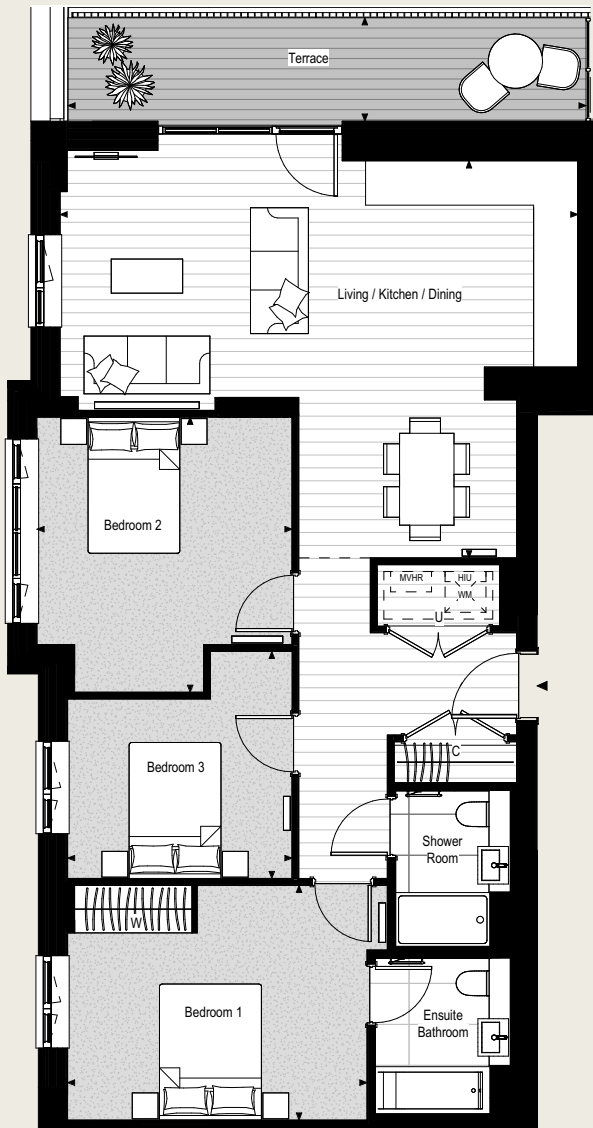 Terrace
Living / Kitchen / Dining
Bedroom 2
MVHR
HIU
WM
U
C
Bedroom 3
Shower
Room
W
Bedroom 1
Ensuite
Bathroom